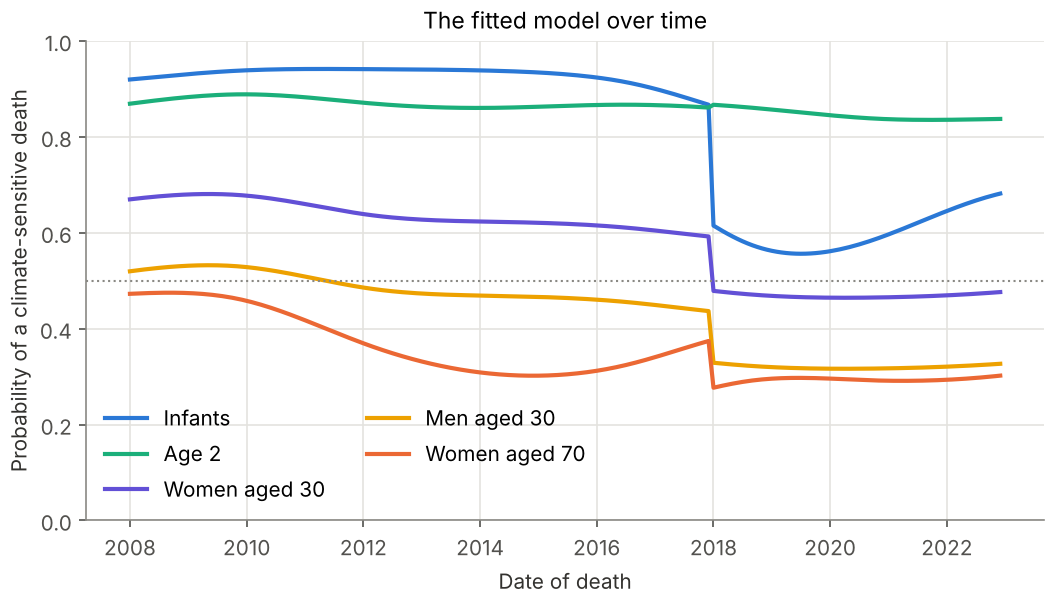 The fitted model over time
Probability of a climate-sensitive death
1.0
0.8
0.6
0.4
0.2
0.0
Infants
Age 2
Women aged 30
Men aged 30
Women aged 70
2008 2010 2012 2014 2016 2018 2020 2022
Date of death